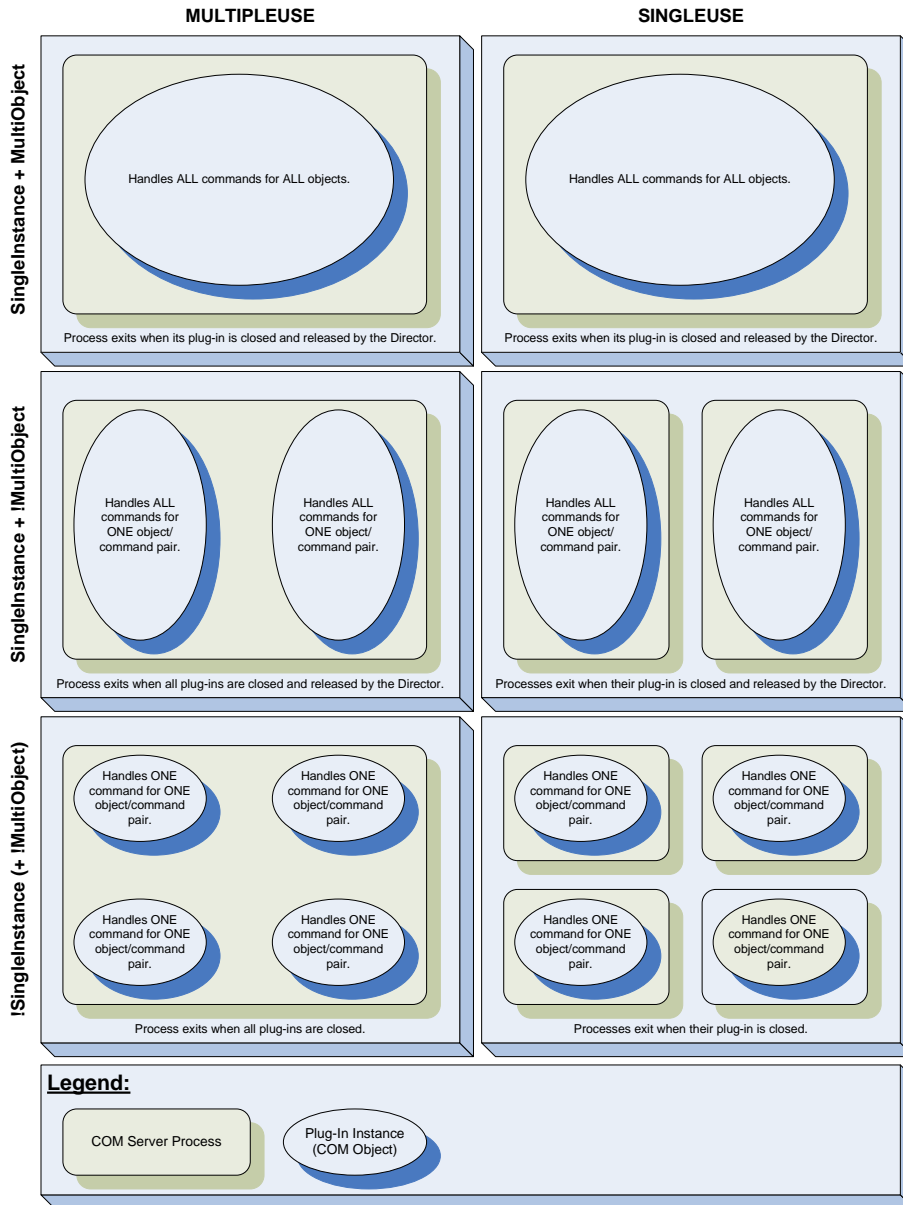 MULTIPLEUSE
SINGLEUSE
SingleInstance + MultiObject
Handles ALL commands for ALL objects.
Process exits when its plug-in is closed and released by the Director.
Handles ALL commands for ALL objects.
Process exits when its plug-in is closed and released by the Director.
SingleInstance + !MultiObject
Handles ALL
commands for
ONE object/
command pair.
Handles ALL
commands for
ONE object/
command pair.
Process exits when all plug-ins are closed and released by the Director.
Handles ALL
commands for
ONE object/
command pair.
Handles ALL
commands for
ONE object/
command pair.
Processes exit when their plug-in is closed and released by the Director.
!SingleInstance (+ !MultiObject)
Handles ONE
command for ONE
object/command
pair.
Handles ONE
command for ONE
object/command
pair.
Handles ONE
command for ONE
object/command
pair.
Handles ONE
command for ONE
object/command
pair.
Process exits when all plug-ins are closed.
Handles ONE
command for ONE
object/command
pair.
Handles ONE
command for ONE
object/command
pair.
Handles ONE
command for ONE
object/command
pair.
Handles ONE
command for ONE
object/command
pair.
Processes exit when their plug-in is closed.
Legend:
COM Server Process
Plug-In Instance
(COM Object)